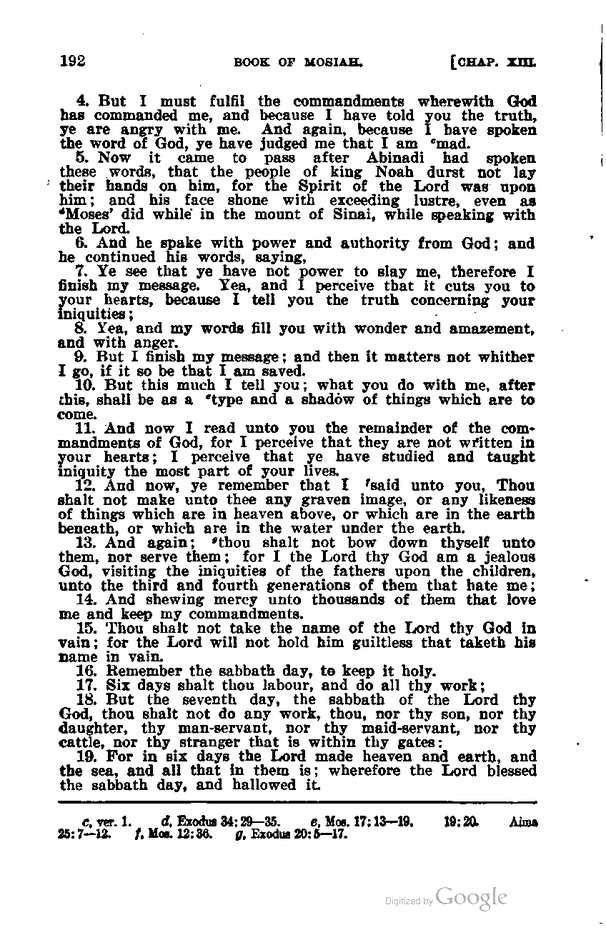 192 BOOK OF MOSIAH. [CHAP. XIII.
4. But I must fulfil the commandments wherewith God
has commanded me, and because I have told you the truth,
ye are angry with me. And again, because I have spoken
the word of God, ye have judged me that I am cmad.
5. Now it came to pass after Abinadi had spoken
these words, that the people of king Noah durst not lay
their hands on him, for the Spirit of the Lord was upon
him; and his face shone with exceeding lustre, even as
dMoses' did while in the mount of Sinai, while speaking with
the Lord.
6. And he spake with power and authority from God; and
he continued his words, saying,
7. Ye see that ye have not power to slay me, therefore I
finish my message. Yea, and I perceive that it cuts you to
your hearts, because I tell you the truth concerning your
iniquities;
8. Yea, and my words fill you with wonder and amazement,
and with anger.
9. But I finish my message; and then it matters not whither
I go, if it so be that I am saved.
10. But this much I tell you; what you do with me, after
this, shall be as a etype and a shadow of things which are to
come.
11. And now I read unto you the remainder of the com-
mandments of God, for I perceive that they are not written in
your hearts; I perceive that ye have studied and taught
iniquity the most part of your lives.
12. And now, ye remember that I fsaid unto you, Thou
shalt not make unto thee any graven image, or any likeness
of things which are in heaven above, or which are in the earth
beneath, or which are in the water under the earth.
13. And again; gthou shalt not bow down thyself unto
them, nor serve them; for I the Lord thy God am a jealous
God, visiting the iniquities of the fathers upon the children,
unto the third and fourth generations of them that hate me;
14. And shewing mercy unto thousands of them that love
me and keep my commandments.
15. Thou shalt not take the name of the Lord thy God in
vain; for the Lord will not hold him guiltless that taketh his
name in vain.
16. Remember the sabbath day, to keep it holy.
17. Six days shalt thou labour, and do all thy work;
18. But the seventh day, the sabbath of the Lord thy
God, thou shalt not do any work, thou, nor thy son, nor thy
daughter, thy man-servant, nor thy maid-servant, nor thy
cattle, nor thy stranger that is within thy gates:
19. For in six days the Lord made heaven and earth, and
the sea, and all that in them is; wherefore the Lord blessed
the sabbath day, and hallowed it.
c, ver. 1. d, Exodus 34:29—35. e, Mos. 17:13—19. 19:20. Alma
25:7—12. f, Mos. 12:36. g, Exodus 20:5—17.
Digitized by Google